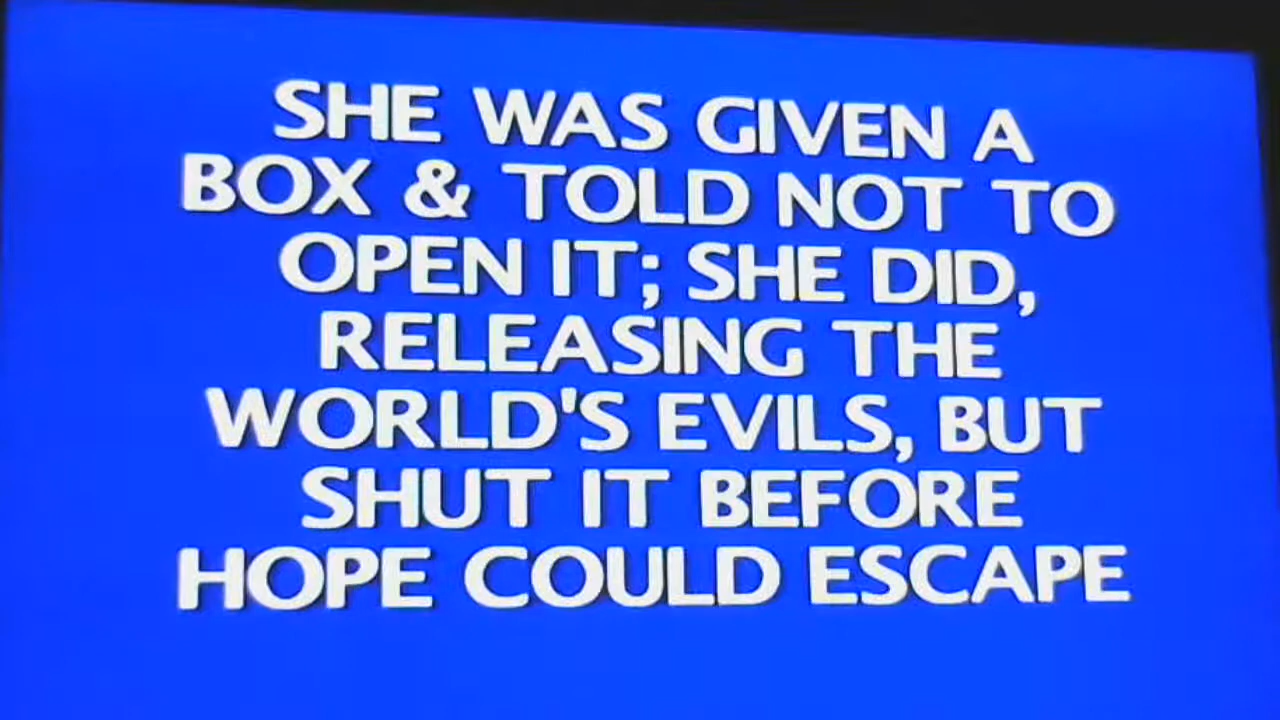 SHE WAS GIVEN A
BOX & TOLD NOT TO
OPEN IT; SHE DID,
RELEASING THE
WORLD'S EVILS, BUT
SHUT IT BEFORE
HOPE COULD ESCAPE